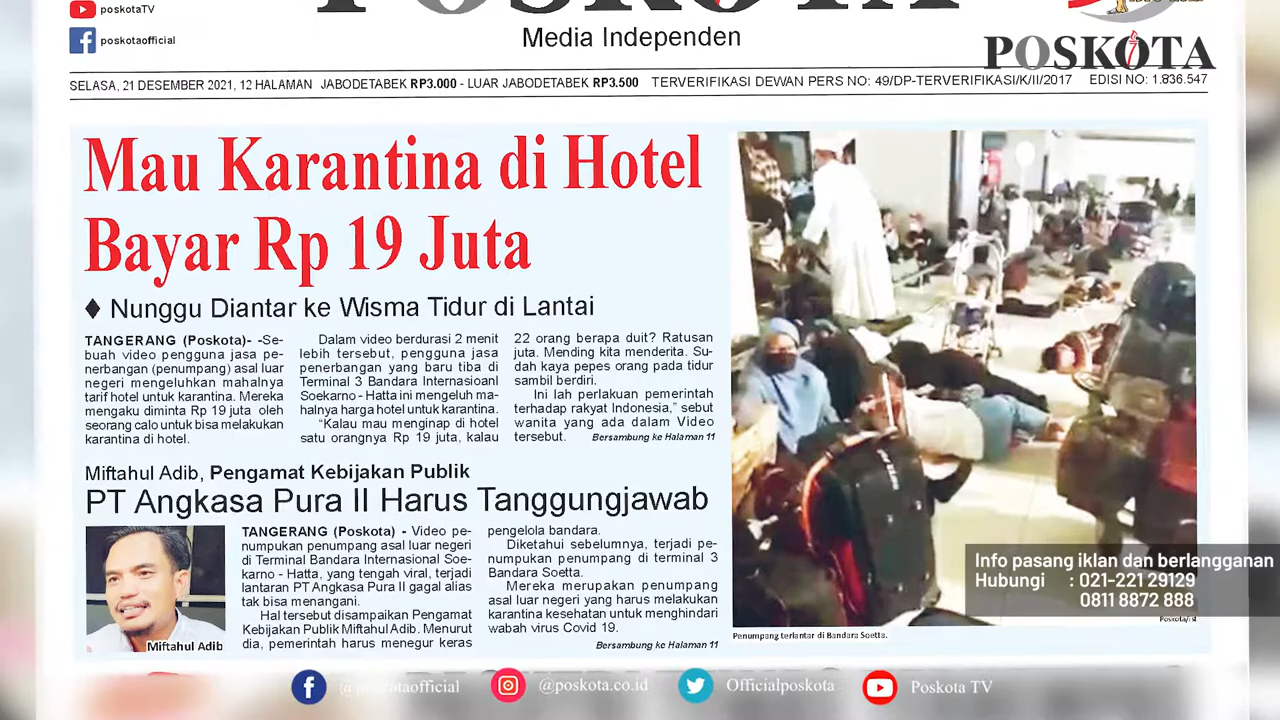 poskotaTV
poskotaofficial
POSKOTA
Media Independen
POSKOTA
SELASA, 21 DESEMBER 2021, 12 HALAMAN JABODETABEK RP3.000 - LUAR JABODETABEK RP3.500 TERVERIFIKASI DEWAN PERS NO: 49/DP-TERVERIFIKASI/K/II/2017 EDISI NO: 1.836.547
Mau Karantina di Hotel
Bayar Rp 19 Juta
♦ Nunggu Diantar ke Wisma Tidur di Lantai
TANGERANG (Poskota)- -Se-
buah video pengguna jasa pe-
nerbangan (penumpang) asal luar
negeri mengeluhkan mahalnya
tarif hotel untuk karantina. Mereka
mengaku diminta Rp 19 juta oleh
seorang calo untuk bisa melakukan
karantina di hotel.
Dalam video berdurasi 2 menit
lebih tersebut, pengguna jasa
penerbangan yang baru tiba di
Terminal 3 Bandara Internasioanl
Soekarno - Hatta ini mengeluh ma-
halnya harga hotel untuk karantina.
“Kalau mau menginap di hotel
satu orangnya Rp 19 juta, kalau
22 orang berapa duit? Ratusan
juta. Mending kita menderita. Su-
dah kaya pepes orang pada tidur
sambil berdiri.
Ini lah perlakuan pemerintah
terhadap rakyat Indonesia,” sebut
wanita yang ada dalam Video
tersebut. Bersambung ke Halaman 11
Miftahul Adib, Pengamat Kebijakan Publik
PT Angkasa Pura II Harus Tanggungjawab
Miftahul Adib
TANGERANG (Poskota) - Video pe-
numpukan penumpang asal luar negeri
di Terminal Bandara Internasional Soe-
karno - Hatta, yang tengah viral, terjadi
lantaran PT Angkasa Pura II gagal alias
tak bisa menangani.
Hal tersebut disampaikan Pengamat
Kebijakan Publik Miftahul Adib. Menurut
dia, pemerintah harus menegur keras
pengelola bandara.
Diketahui sebelumnya, terjadi pe-
numpukan penumpang di terminal 3
Bandara Soetta.
Mereka merupakan penumpang
asal luar negeri yang harus melakukan
karantina kesehatan untuk menghindari
wabah virus Covid 19.
Bersambung ke Halaman 11
Info pasang iklan dan berlangganan
Hubungi : 021-221 29129
0811 8872 888
Poskota/rst
Penumpang terlantar di Bandara Soetta.
@poskotaofficial
@poskota.co.id
Officialposkota
Poskota TV